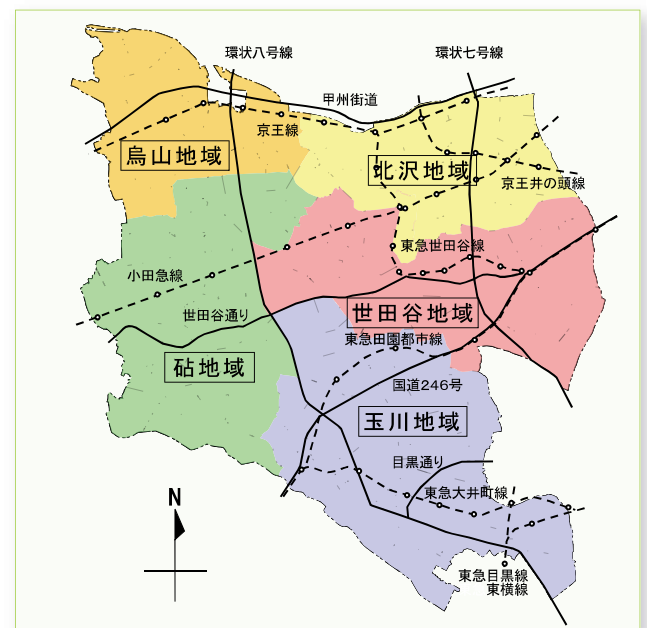 環状八号線
環状七号線
甲州街道
京王線
烏山地域
北沢地域
京王井の頭線
東急世田谷線
小田急線
世田谷通り
世田谷地域
東急田園都市線
砧地域
国道246号
玉川地域
目黒通り
東急大井町線
N
東急目黒線
東横線